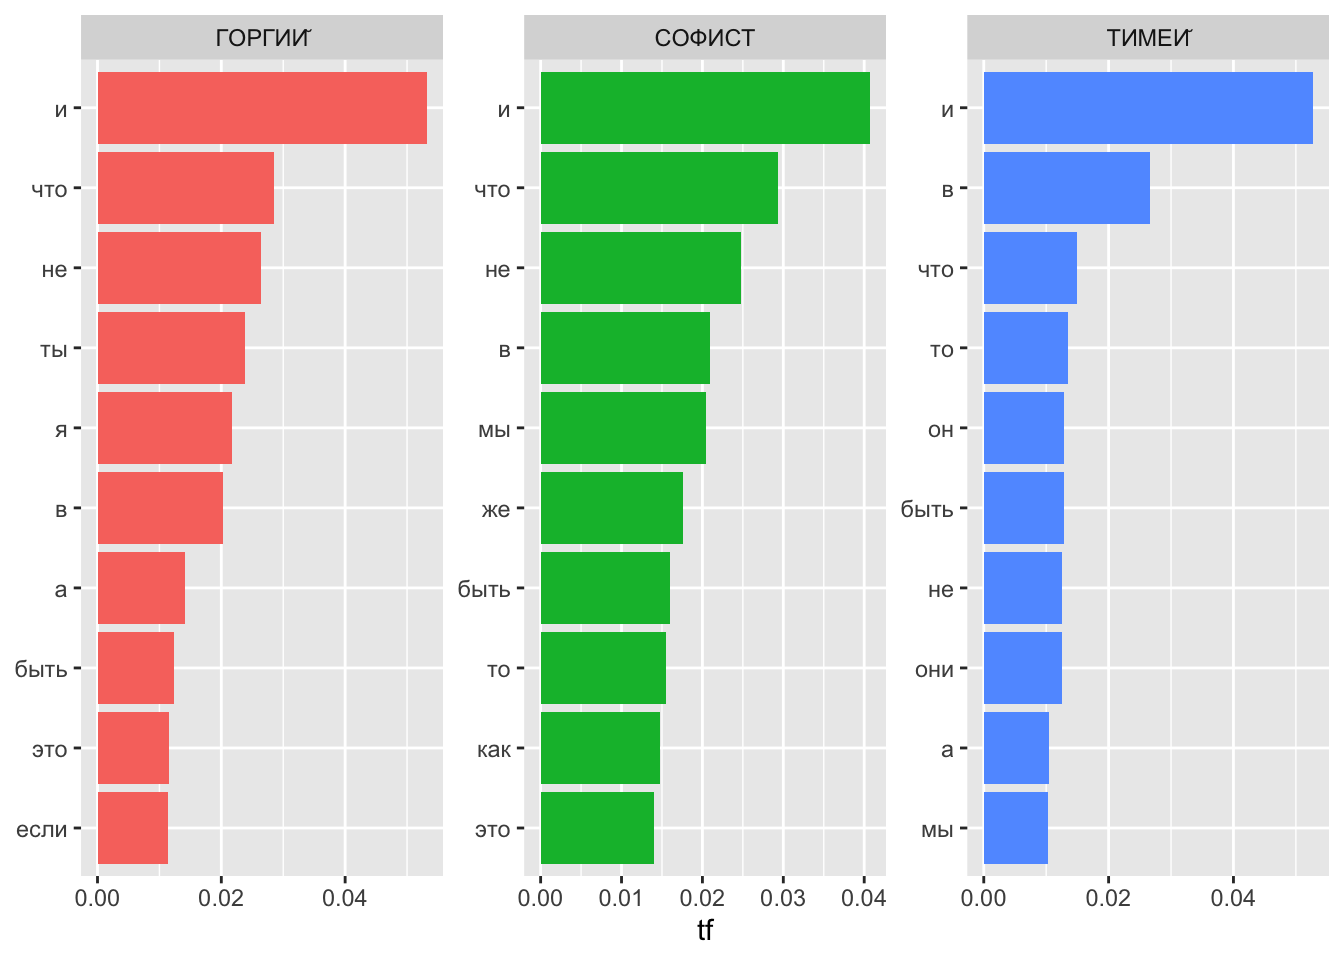 ГОРГИЙ
и
что
не
ты
я
в
а
быть
это
если
0.00 0.02 0.04
СОФИСТ
и
что
не
в
мы
же
быть
то
как
это
0.00 0.01 0.02 0.03 0.04
ТИМЕЙ
и
в
что
то
он
быть
не
они
а
мы
0.00 0.02 0.04
tf